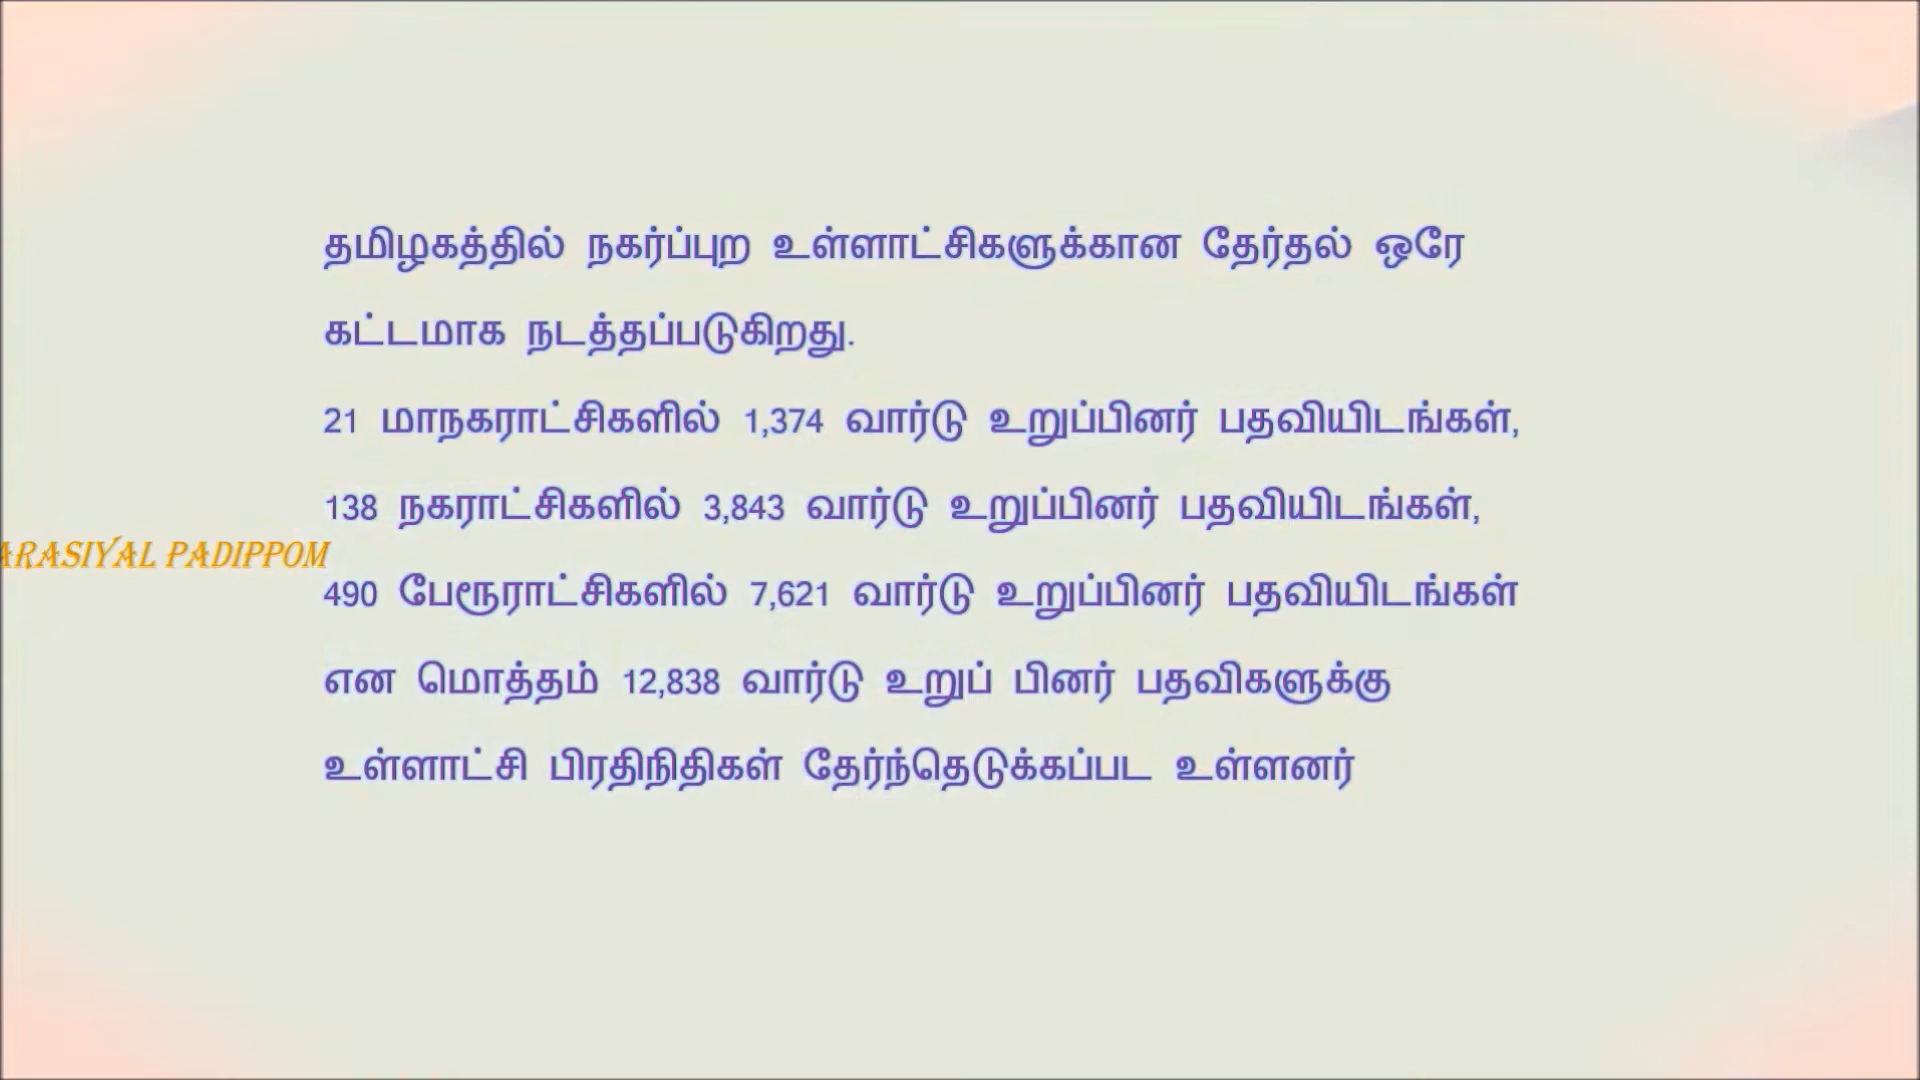 தமிழகத்தில் நகர்ப்புற உள்ளாட்சிகளுக்கான தேர்தல் ஒரே
கட்டமாக நடத்தப்படுகிறது.
21 மாநகராட்சிகளில் 1,374 வார்டு உறுப்பினர் பதவியிடங்கள்,
138 நகராட்சிகளில் 3,843 வார்டு உறுப்பினர் பதவியிடங்கள்,
ARASIYAL PADIPPOM
490 பேரூராட்சிகளில் 7,621 வார்டு உறுப்பினர் பதவியிடங்கள்
என மொத்தம் 12,838 வார்டு உறுப் பினர் பதவிகளுக்கு
உள்ளாட்சி பிரதிநிதிகள் தேர்ந்தெடுக்கப்பட உள்ளனர்